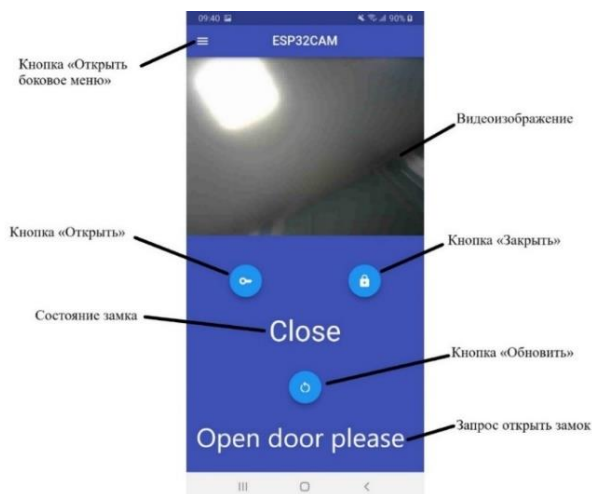 09:40
90%
ESP32CAM
Кнопка «Открыть
боковое меню»
Видеоизображение
Кнопка «Открыть»
Кнопка «Закрыть»
Состояние замка
Close
Кнопка «Обновить»
Open door please
Запрос открыть замок